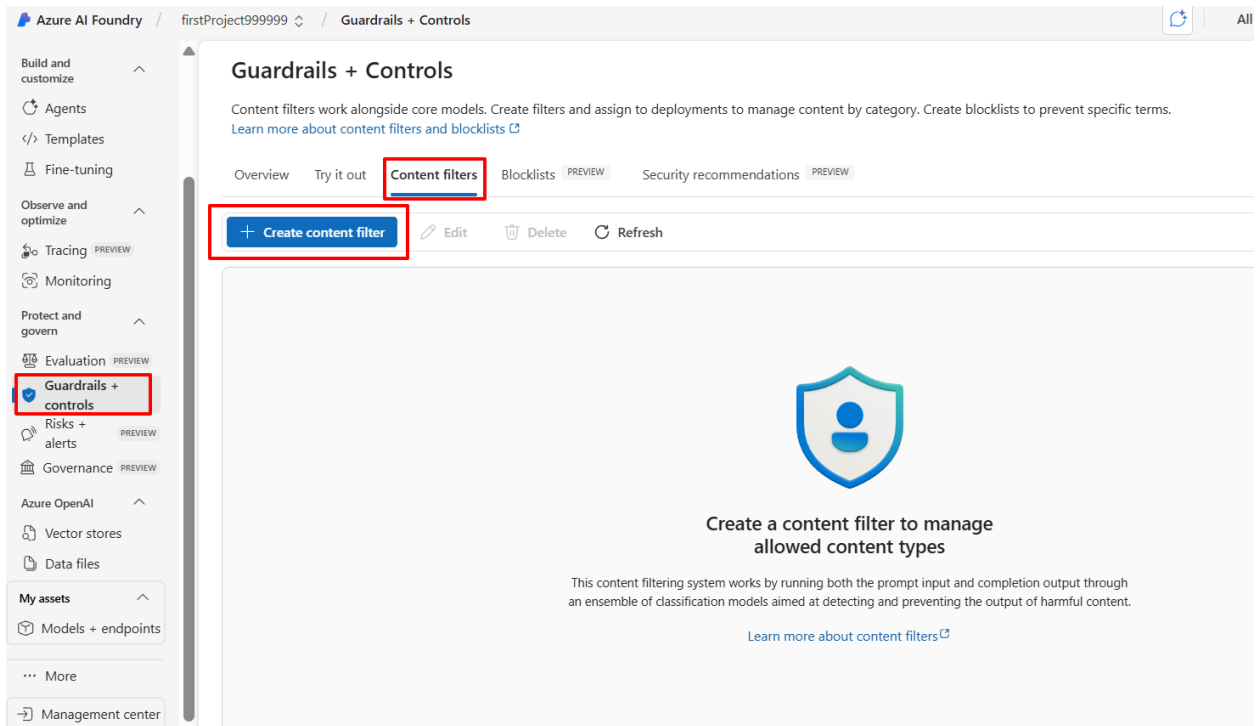 Azure AI Foundry / firstProject999999 / Guardrails + Controls
All
Build and
customize
Agents
Templates
Fine-tuning
Observe and
optimize
Tracing PREVIEW
Monitoring
Protect and
govern
Evaluation PREVIEW
Guardrails +
controls
Risks +
alerts PREVIEW
Governance PREVIEW
Azure OpenAI
Vector stores
Data files
My assets
Models + endpoints
... More
Management center
Guardrails + Controls
Content filters work alongside core models. Create filters and assign to deployments to manage content by category. Create blocklists to prevent specific terms.
Learn more about content filters and blocklists
Overview Try it out Content filters Blocklists PREVIEW Security recommendations PREVIEW
+ Create content filter Edit Delete Refresh
Create a content filter to manage
allowed content types
This content filtering system works by running both the prompt input and completion output through
an ensemble of classification models aimed at detecting and preventing the output of harmful content.
Learn more about content filters